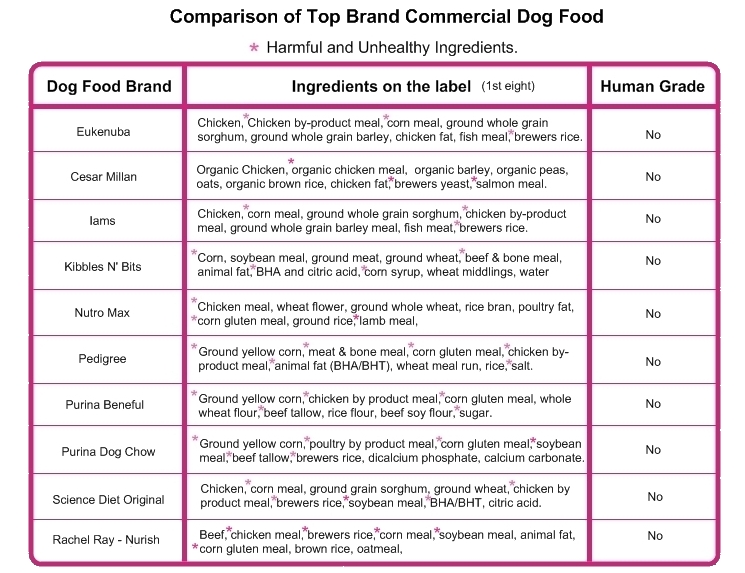 Comparison of Top Brand Commercial Dog Food
* Harmful and Unhealthy Ingredients.
Dog Food Brand
Ingredients on the label (1st eight)
Human Grade
Eukenuba
Chicken,*Chicken by-product meal,*corn meal, ground whole grain
sorghum, ground whole grain barley, chicken fat, fish meal,*brewers rice.
No
Cesar Millan
Organic Chicken,*organic chicken meal, organic barley, organic peas,
oats, organic brown rice, chicken fat,*brewers yeast,*salmon meal.
No
Iams
Chicken,*corn meal, ground whole grain sorghum,*chicken by-product
meal, ground whole grain barley meal, fish meat,*brewers rice.
No
Kibbles N' Bits
*Corn, soybean meal, ground meat, ground wheat,*beef & bone meal,
animal fat,*BHA and citric acid,*corn syrup, wheat middlings, water
No
Nutro Max
*Chicken meal, wheat flower, ground whole wheat, rice bran, poultry fat,
*corn gluten meal, ground rice,*lamb meal,
No
Pedigree
*Ground yellow corn,*meat & bone meal,*corn gluten meal,*chicken by-
product meal,*animal fat (BHA/BHT), wheat meal run, rice,*salt.
No
Purina Beneful
*Ground yellow corn,*chicken by product meal,*corn gluten meal, whole
wheat flour,*beef tallow, rice flour, beef soy flour,*sugar.
No
Purina Dog Chow
*Ground yellow corn,*poultry by product meal,*corn gluten meal,*soybean
meal,*beef tallow,*brewers rice, dicalcium phosphate, calcium carbonate.
No
Science Diet Original
Chicken,*corn meal, ground grain sorghum, ground wheat,*chicken by
product meal,*brewers rice,*soybean meal,*BHA/BHT, citric acid.
No
Rachel Ray - Nurish
Beef,*chicken meal,*brewers rice,*corn meal,*soybean meal, animal fat,
*corn gluten meal, brown rice, oatmeal,
No